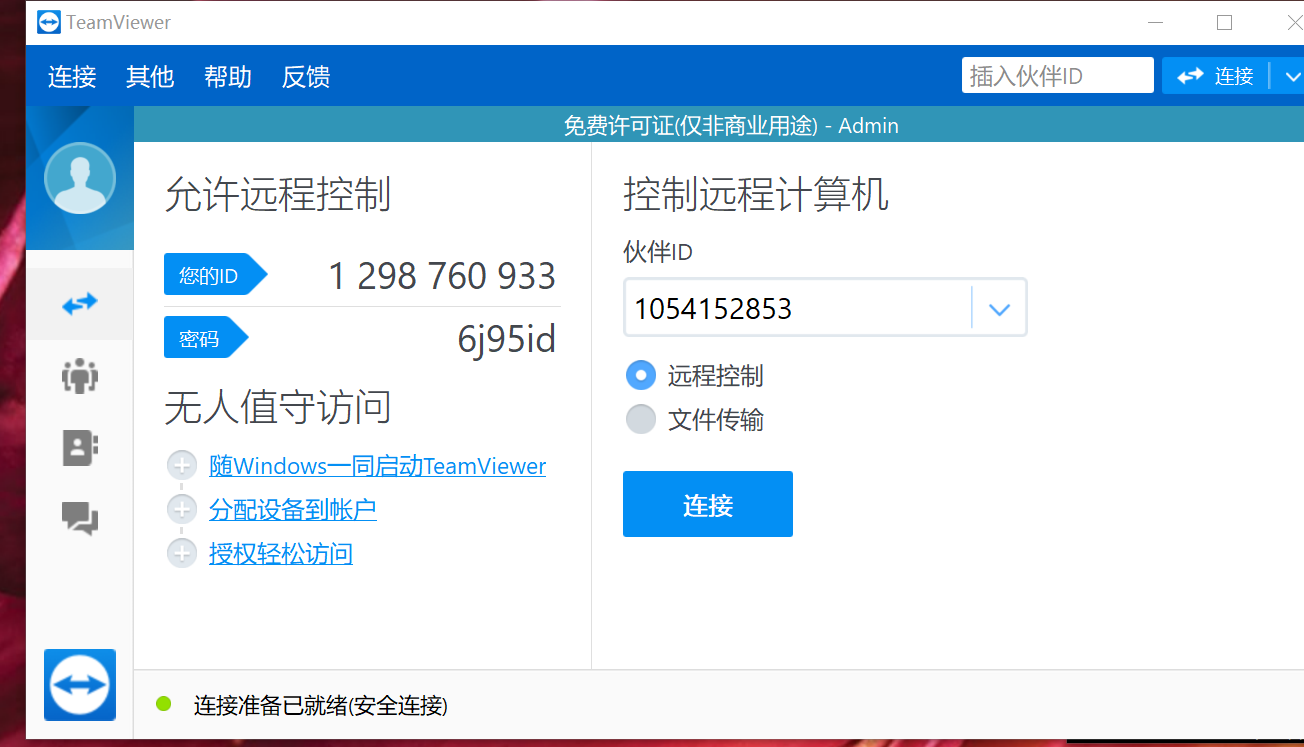 TeamViewer
连接 其他 帮助 反馈 插入伙伴ID 连接
免费许可证(仅非商业用途) - Admin
允许远程控制
您的ID 1 298 760 933
密码 6j95id
无人值守访问
随Windows一同启动TeamViewer
分配设备到帐户
授权轻松访问
控制远程计算机
伙伴ID
1054152853
远程控制
文件传输
连接
连接准备已就绪(安全连接)